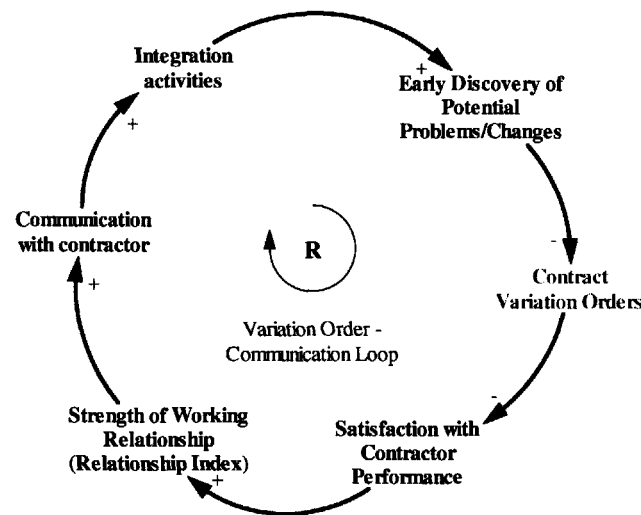 Integration
activities
+
Early Discovery of
Potential
Problems/Changes
-
Contract
Variation Orders
-
Satisfaction with
Contractor
Performance
+
Strength of Working
Relationship
(Relationship Index)
+
Communication
with contractor
+
R
Variation Order -
Communication Loop